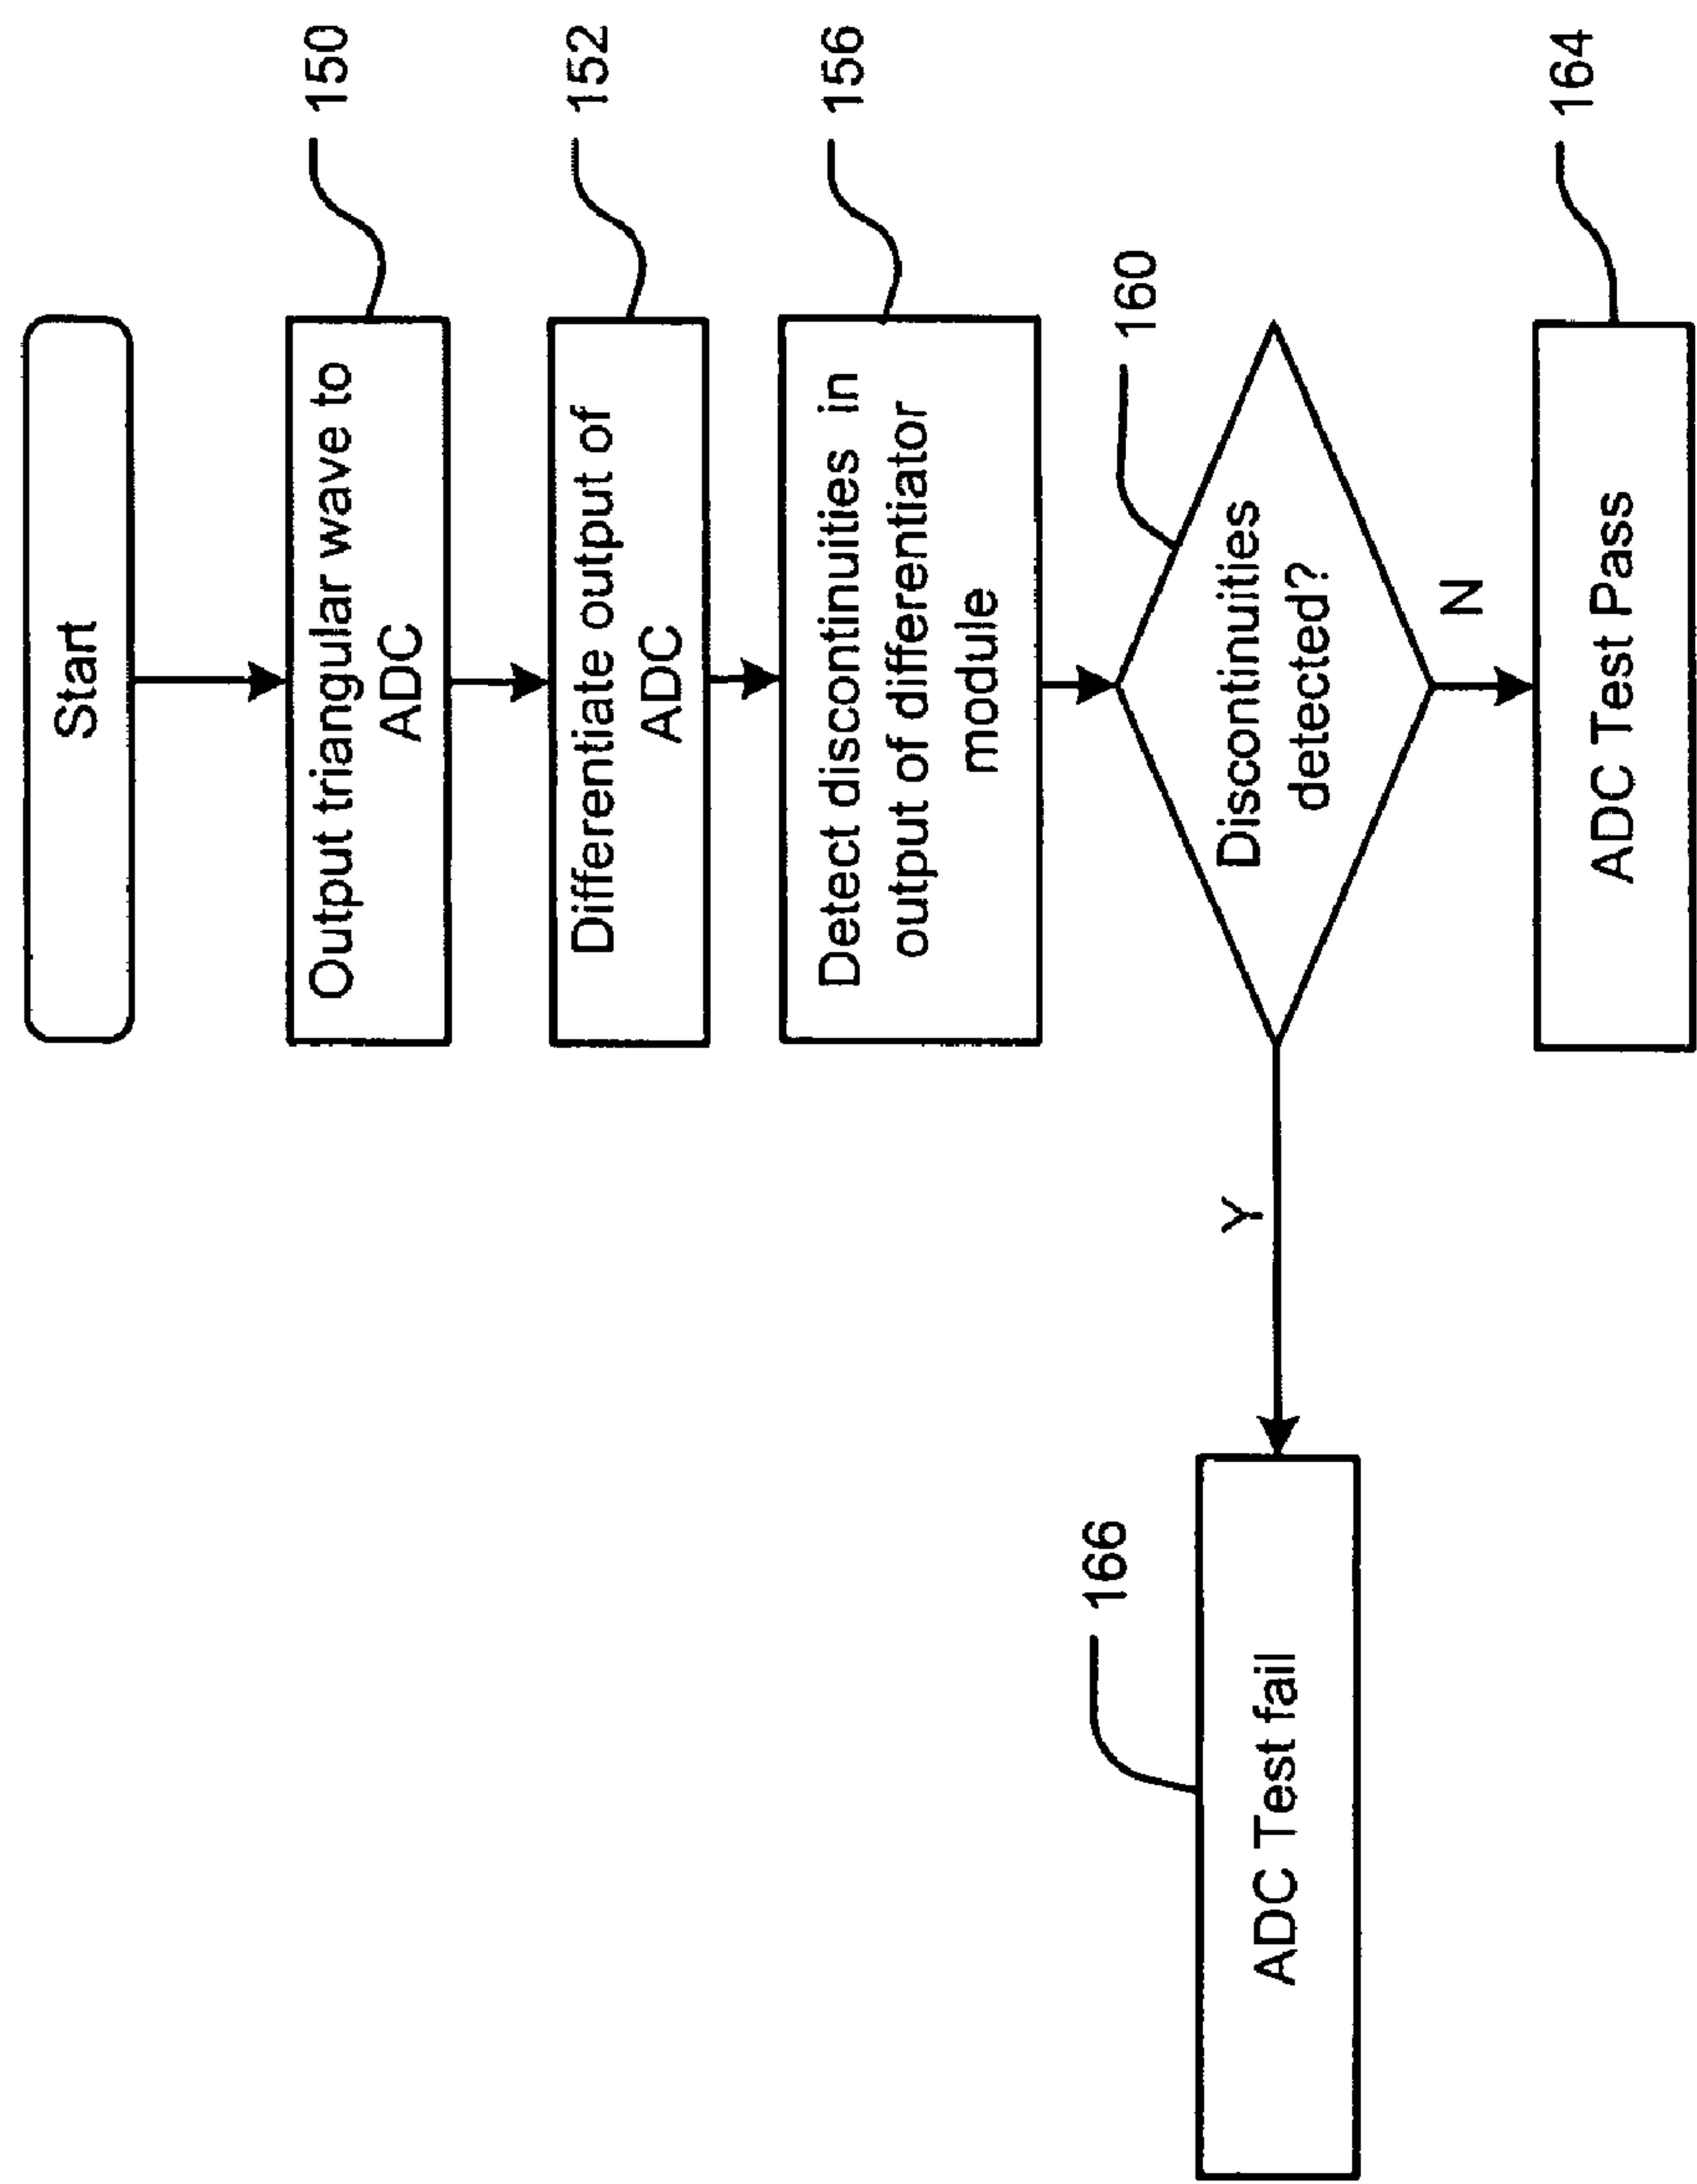 Start
Output triangular wave to
ADC
150
Differentiate output of
ADC
152
Detect discontinuities in
output of differentiator
module
156
160
Discontinuities
detected?
Y
N
166
ADC Test fail
ADC Test Pass
164